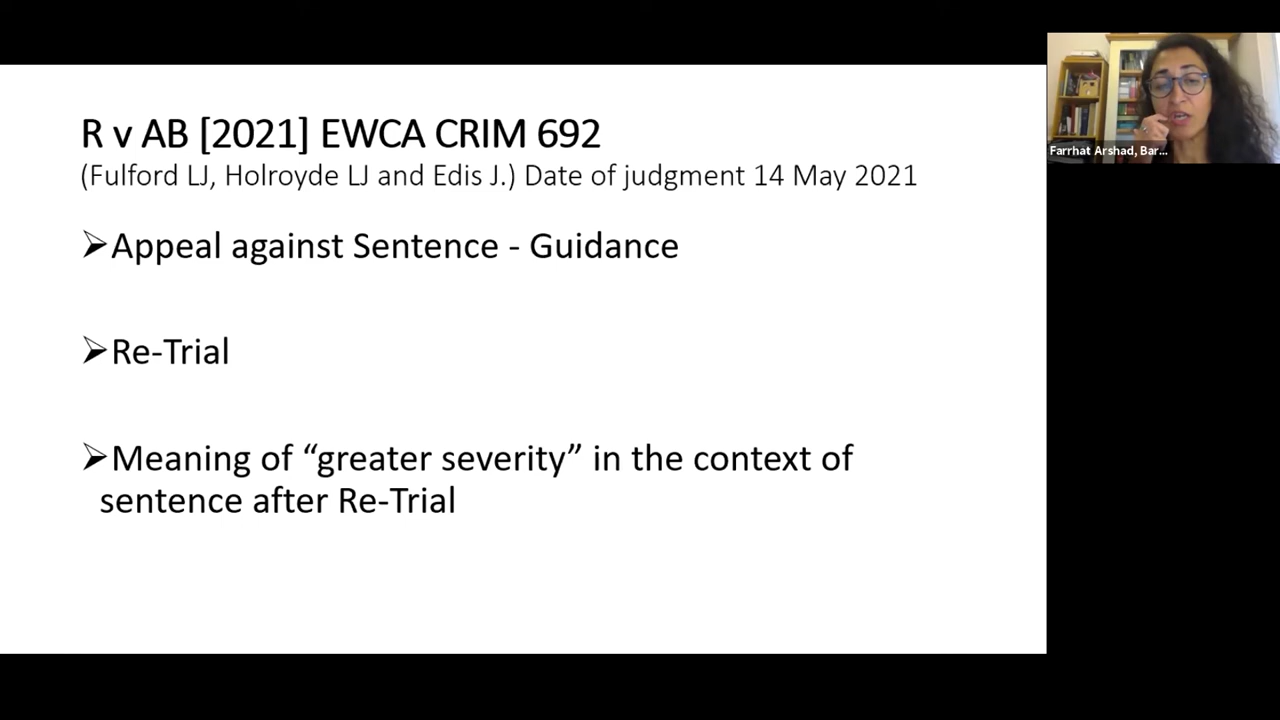 R v AB [2021] EWCA CRIM 692
(Fulford LJ, Holroyde LJ and Edis J.) Date of judgment 14 May 2021
➢Appeal against Sentence - Guidance
➢Re-Trial
➢Meaning of “greater severity” in the context of
sentence after Re-Trial
Farrhat Arshad, Bar...